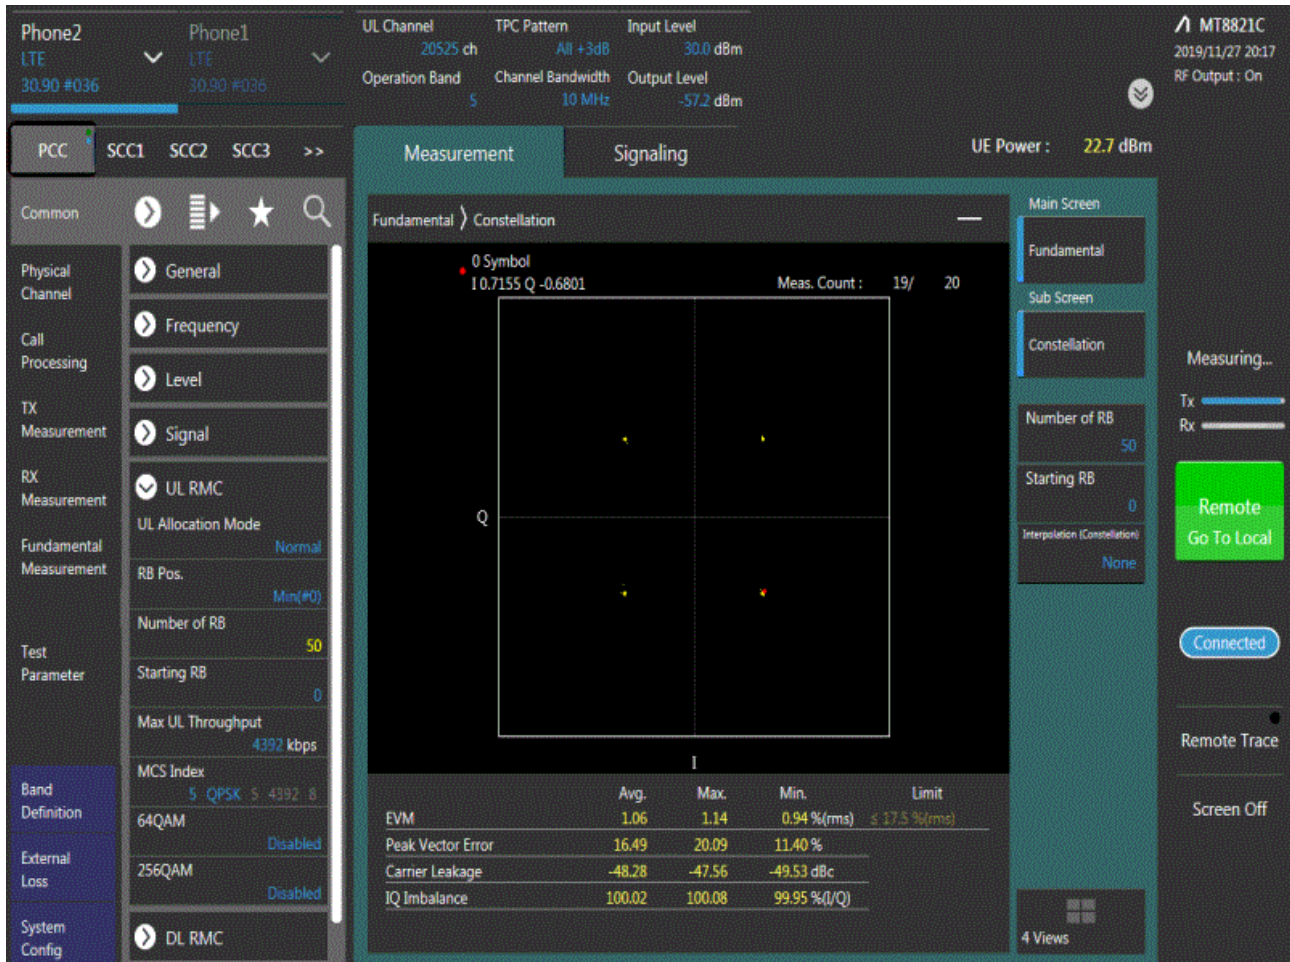 Phone2
LTE
30.90 #036
Phone1
LTE
30.90 #036
UL Channel
20525 ch
TPC Pattern
All +3dB
Input Level
30.0 dBm
Operation Band
5
Channel Bandwidth
10 MHz
Output Level
-57.2 dBm
MT8821C
2019/11/27 20:17
RF Output : On
PCC SCC1 SCC2 SCC3 >>
Measurement
Signaling
UE Power : 22.7 dBm
Common
Physical
Channel
Call
Processing
TX
Measurement
RX
Measurement
Fundamental
Measurement
Test
Parameter
Band
Definition
External
Loss
System
Config
General
Frequency
Level
Signal
UL RMC
UL Allocation Mode
Normal
RB Pos.
Min(#0)
Number of RB
50
Starting RB
0
Max UL Throughput
4392 kbps
MCS Index
5 QPSK 5 4392 8
64QAM
Disabled
256QAM
Disabled
DL RMC
Fundamental ⟩ Constellation
0 Symbol
I 0.7155 Q -0.6801
Meas. Count : 19/ 20
Q
I
Avg. Max. Min. Limit
EVM 1.06 1.14 0.94 %(rms) ≤ 17.5 %(rms)
Peak Vector Error 16.49 20.09 11.40 %
Carrier Leakage -48.28 -47.56 -49.53 dBc
IQ Imbalance 100.02 100.08 99.95 %(I/Q)
Main Screen
Fundamental
Sub Screen
Constellation
Number of RB
50
Starting RB
0
Interpolation (Constellation)
None
4 Views
Measuring...
Tx
Rx
Remote
Go To Local
Connected
Remote Trace
Screen Off